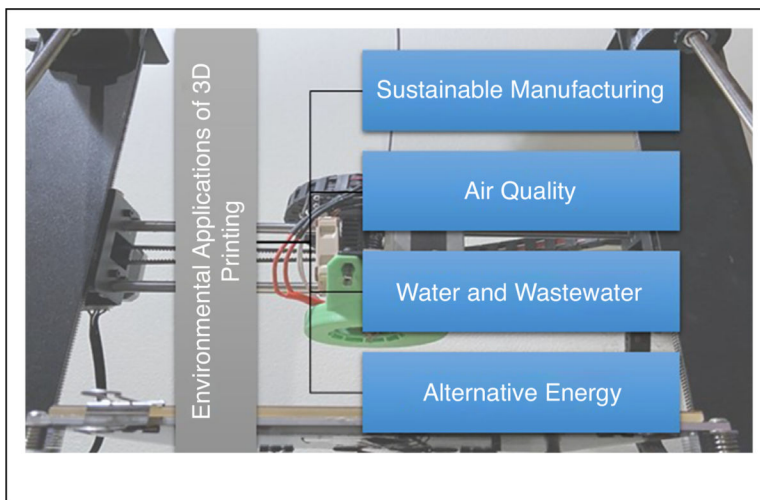 Environmental Applications of 3D
Printing
Sustainable Manufacturing
Air Quality
Water and Wastewater
Alternative Energy